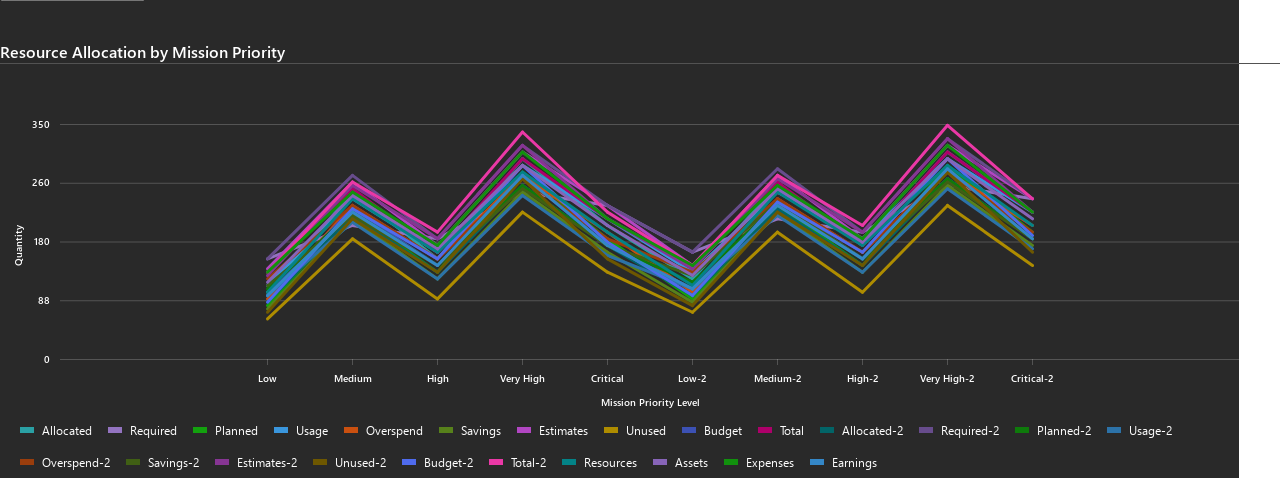 Resource Allocation by Mission Priority
350
260
180
88
0
Quantity
Low Medium High Very High Critical Low-2 Medium-2 High-2 Very High-2 Critical-2
Mission Priority Level
Allocated Required Planned Usage Overspend Savings Estimates Unused Budget Total Allocated-2 Required-2 Planned-2 Usage-2
Overspend-2 Savings-2 Estimates-2 Unused-2 Budget-2 Total-2 Resources Assets Expenses Earnings